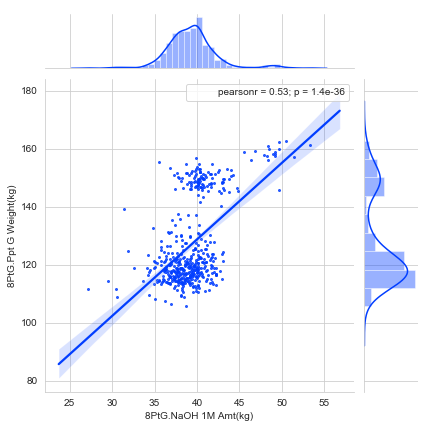 pearsonr = 0.53; p = 1.4e-36
180
160
140
120
100
80
8PtG.Ppt G Weight(kg)
25 30 35 40 45 50 55
8PtG.NaOH 1M Amt(kg)